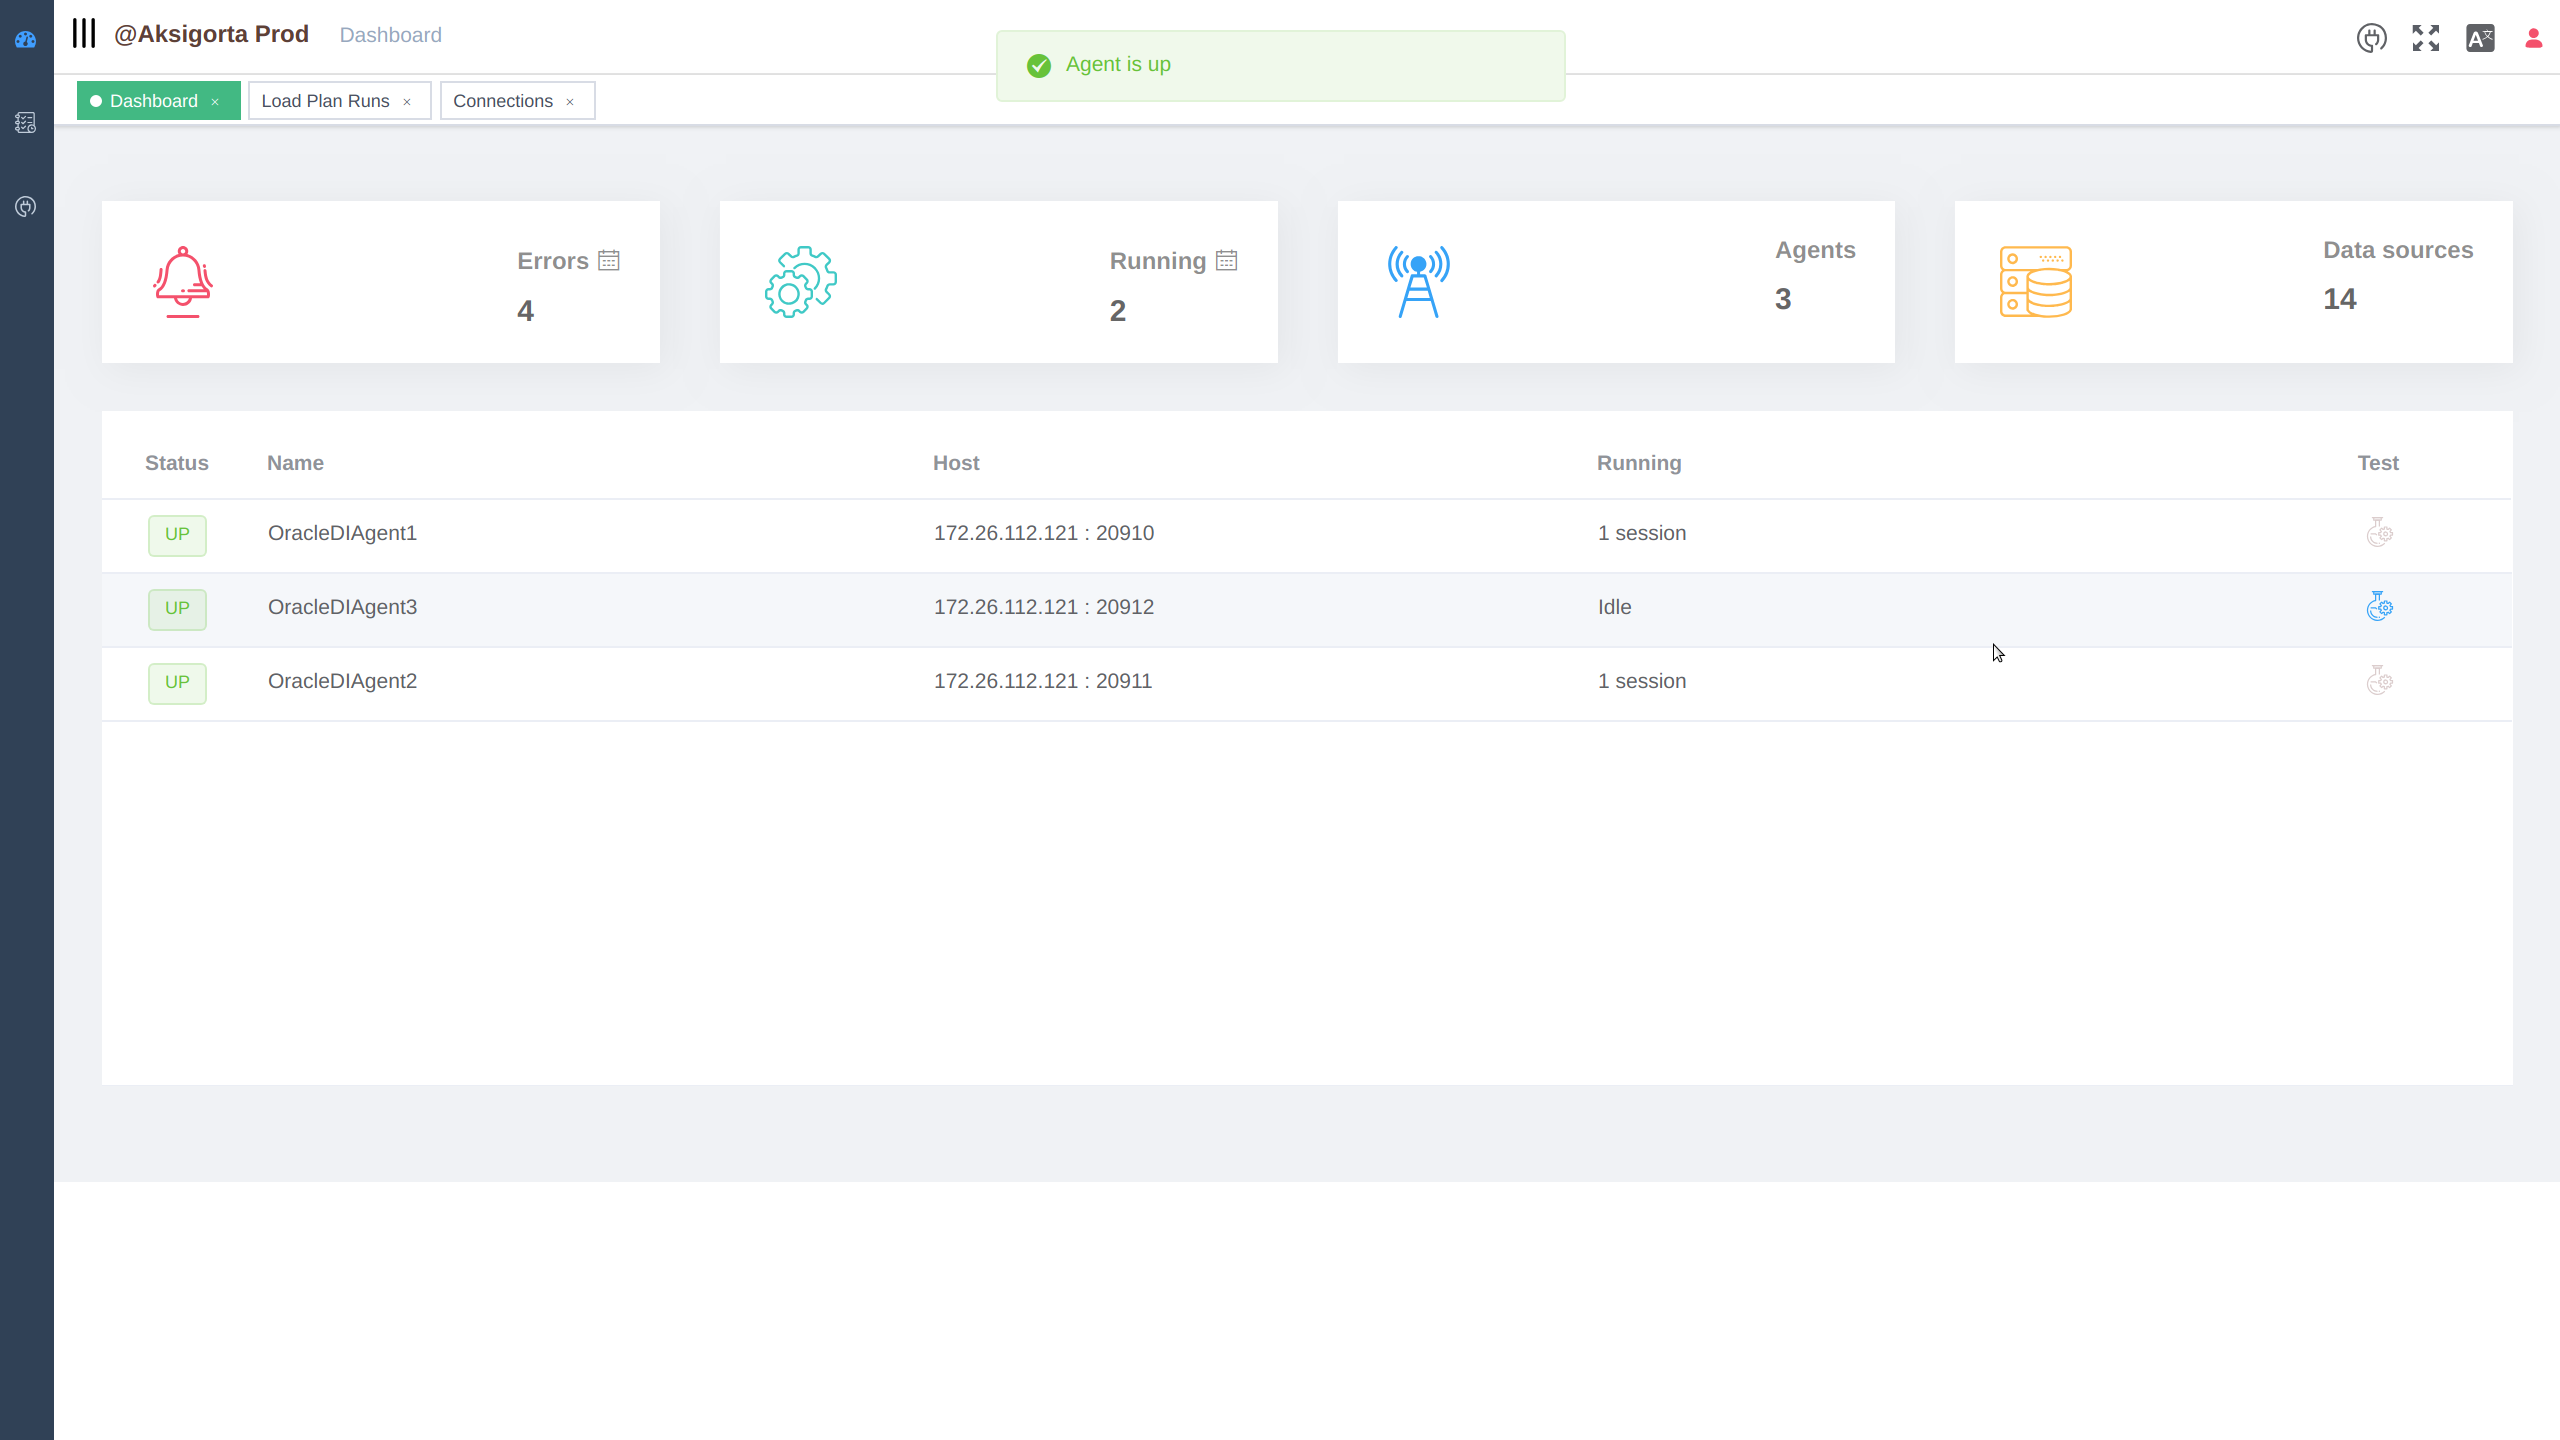 @Aksigorta Prod Dashboard
Agent is up
Dashboard × Load Plan Runs × Connections ×
Errors
4
Running
2
Agents
3
Data sources
14
Status Name Host Running Test
UP OracleDIAgent1 172.26.112.121 : 20910 1 session
UP OracleDIAgent3 172.26.112.121 : 20912 Idle
UP OracleDIAgent2 172.26.112.121 : 20911 1 session